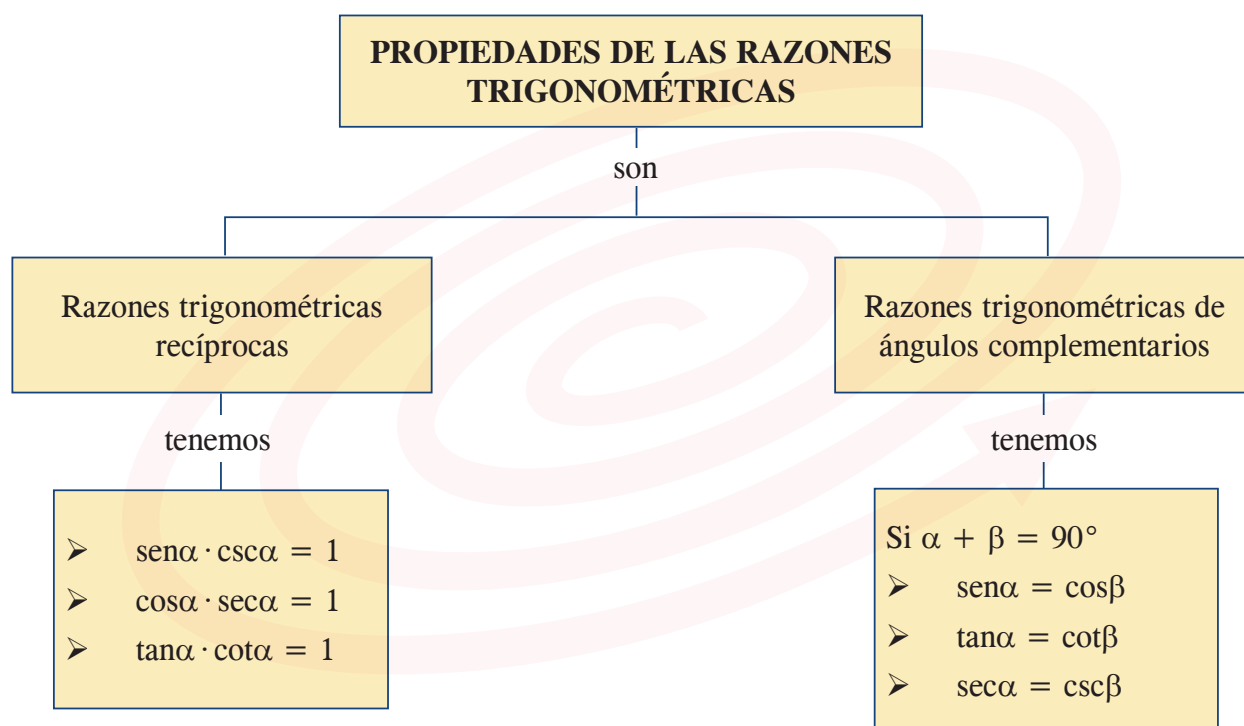 PROPIEDADES DE LAS RAZONES
TRIGONOMÉTRICAS
son
Razones trigonométricas
recíprocas
tenemos
➢ senα · cscα = 1
➢ cosα · secα = 1
➢ tanα · cotα = 1
Razones trigonométricas de
ángulos complementarios
tenemos
Si α + β = 90°
➢ senα = cosβ
➢ tanα = cotβ
➢ secα = cscβ